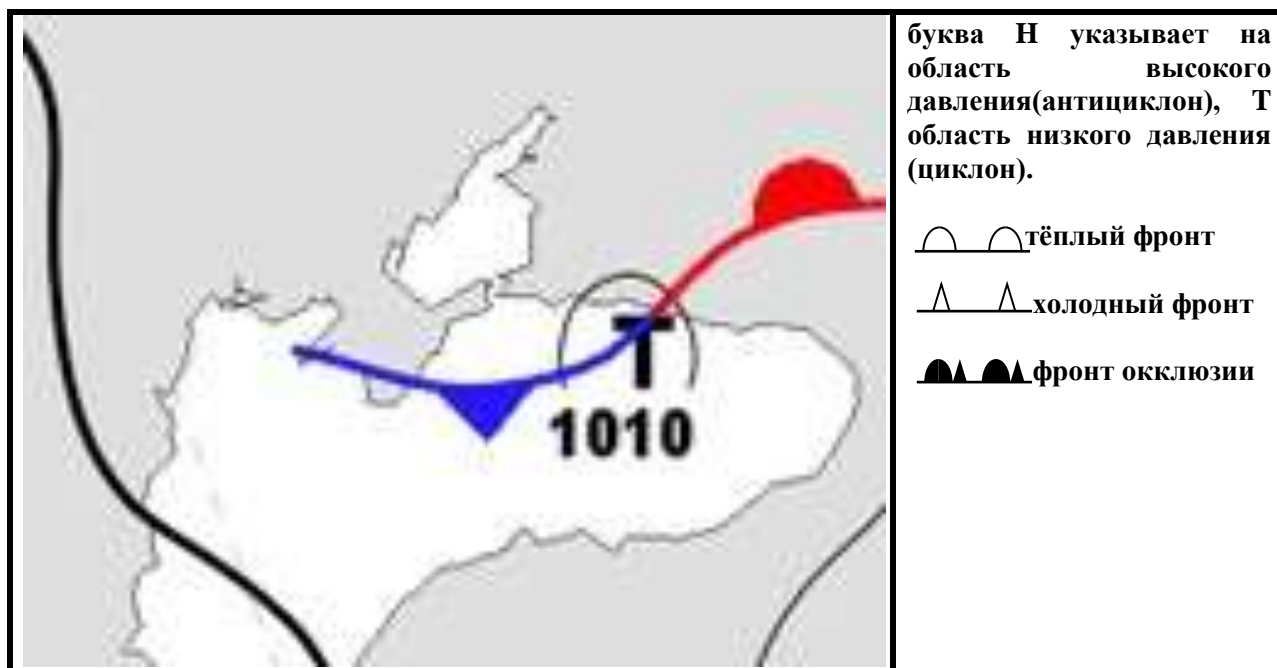 буква Н указывает на
область высокого
давления(антициклон), Т
область низкого давления
(циклон).
тёплый фронт
холодный фронт
фронт окклюзии
Т
1010